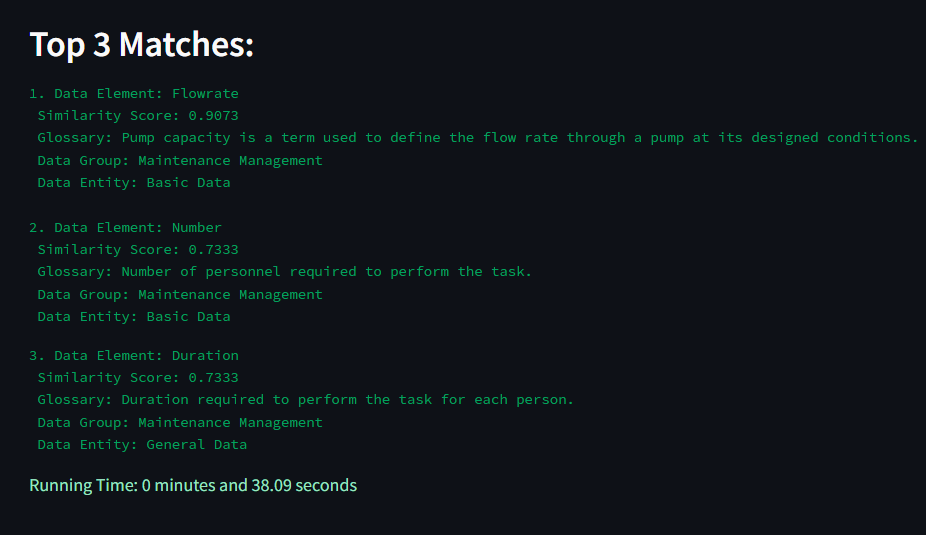 Top 3 Matches:
1. Data Element: Flowrate
Similarity Score: 0.9073
Glossary: Pump capacity is a term used to define the flow rate through a pump at its designed conditions.
Data Group: Maintenance Management
Data Entity: Basic Data
2. Data Element: Number
Similarity Score: 0.7333
Glossary: Number of personnel required to perform the task.
Data Group: Maintenance Management
Data Entity: Basic Data
3. Data Element: Duration
Similarity Score: 0.7333
Glossary: Duration required to perform the task for each person.
Data Group: Maintenance Management
Data Entity: General Data
Running Time: 0 minutes and 38.09 seconds